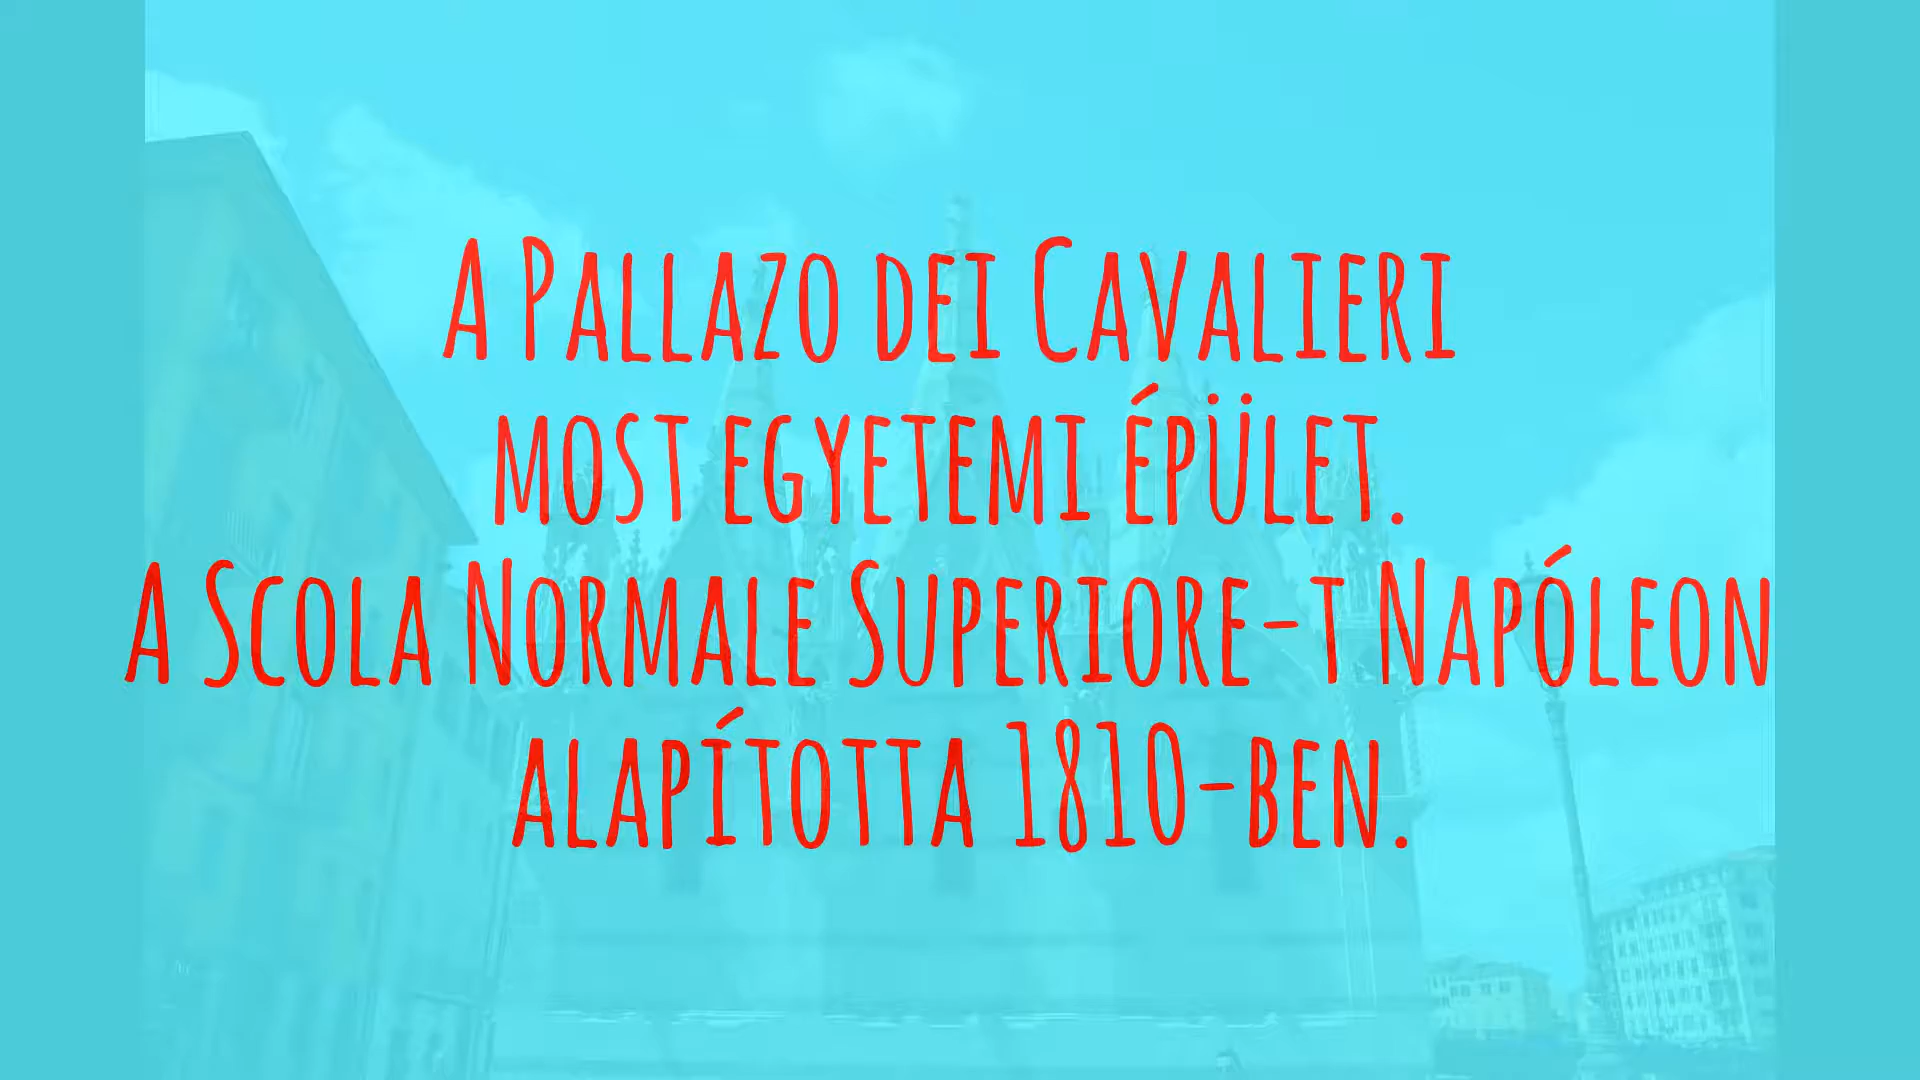 A Pallazo dei Cavalieri
most egyetemi épület.
A Scola Normale Superiore-t Napóleon
alapította 1810-ben.